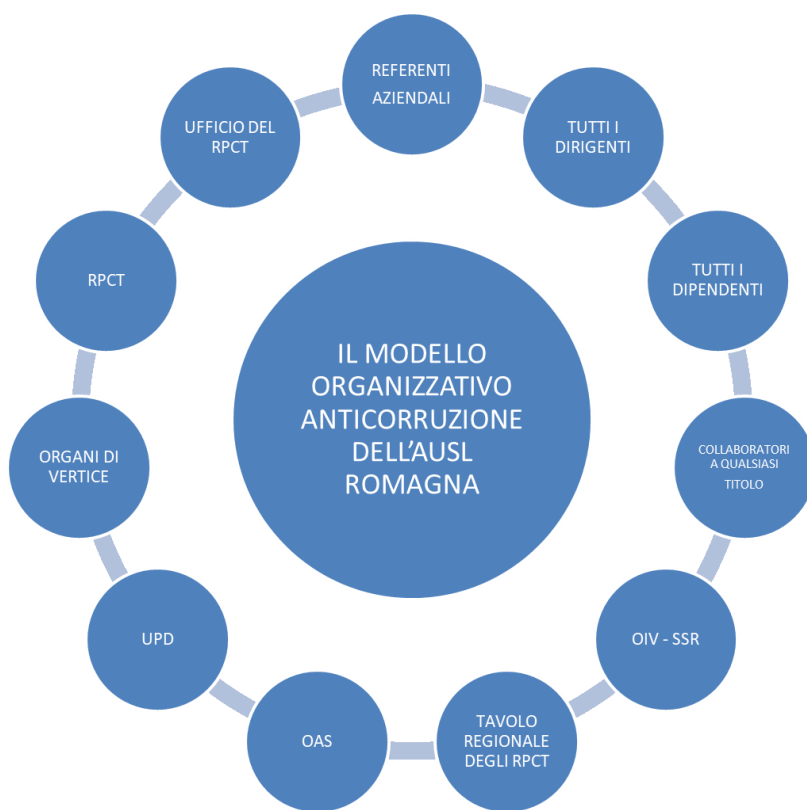 REFERENTI
AZIENDALI
TUTTI I
DIRIGENTI
TUTTI I
DIPENDENTI
COLLABORATORI
A QUALSIASI
TITOLO
OIV - SSR
TAVOLO
REGIONALE
DEGLI RPCT
OAS
UPD
ORGANI DI
VERTICE
RPCT
UFFICIO DEL
RPCT
IL MODELLO
ORGANIZZATIVO
ANTICORRUZIONE
DELL’AUSL
ROMAGNA